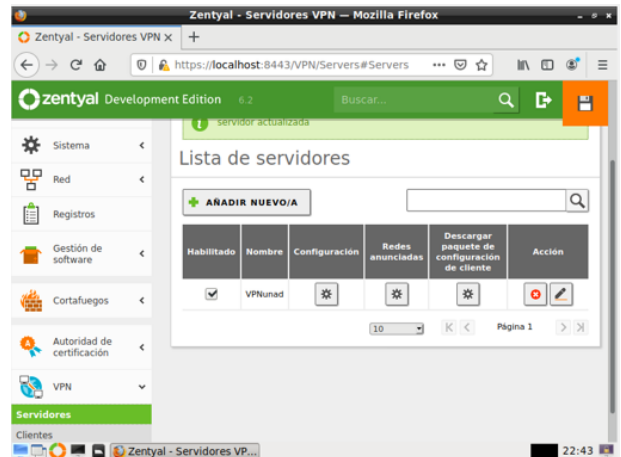 Zentyal - Servidores VPN — Mozilla Firefox
Zentyal - Servidores VPN
https://localhost:8443/VPN/Servers#Servers
zentyal Development Edition 6.2
Buscar...
servidor actualizada
Sistema
Lista de servidores
Red
AÑADIR NUEVO/A
Registros
Habilitado Nombre Configuración Redes anunciadas Descargar paquete de configuración de cliente Acción
Gestión de software
VPNunad
Cortafuegos
10 Página 1
Autoridad de certificación
VPN
Servidores
Clientes
Zentyal - Servidores VP... 22:43